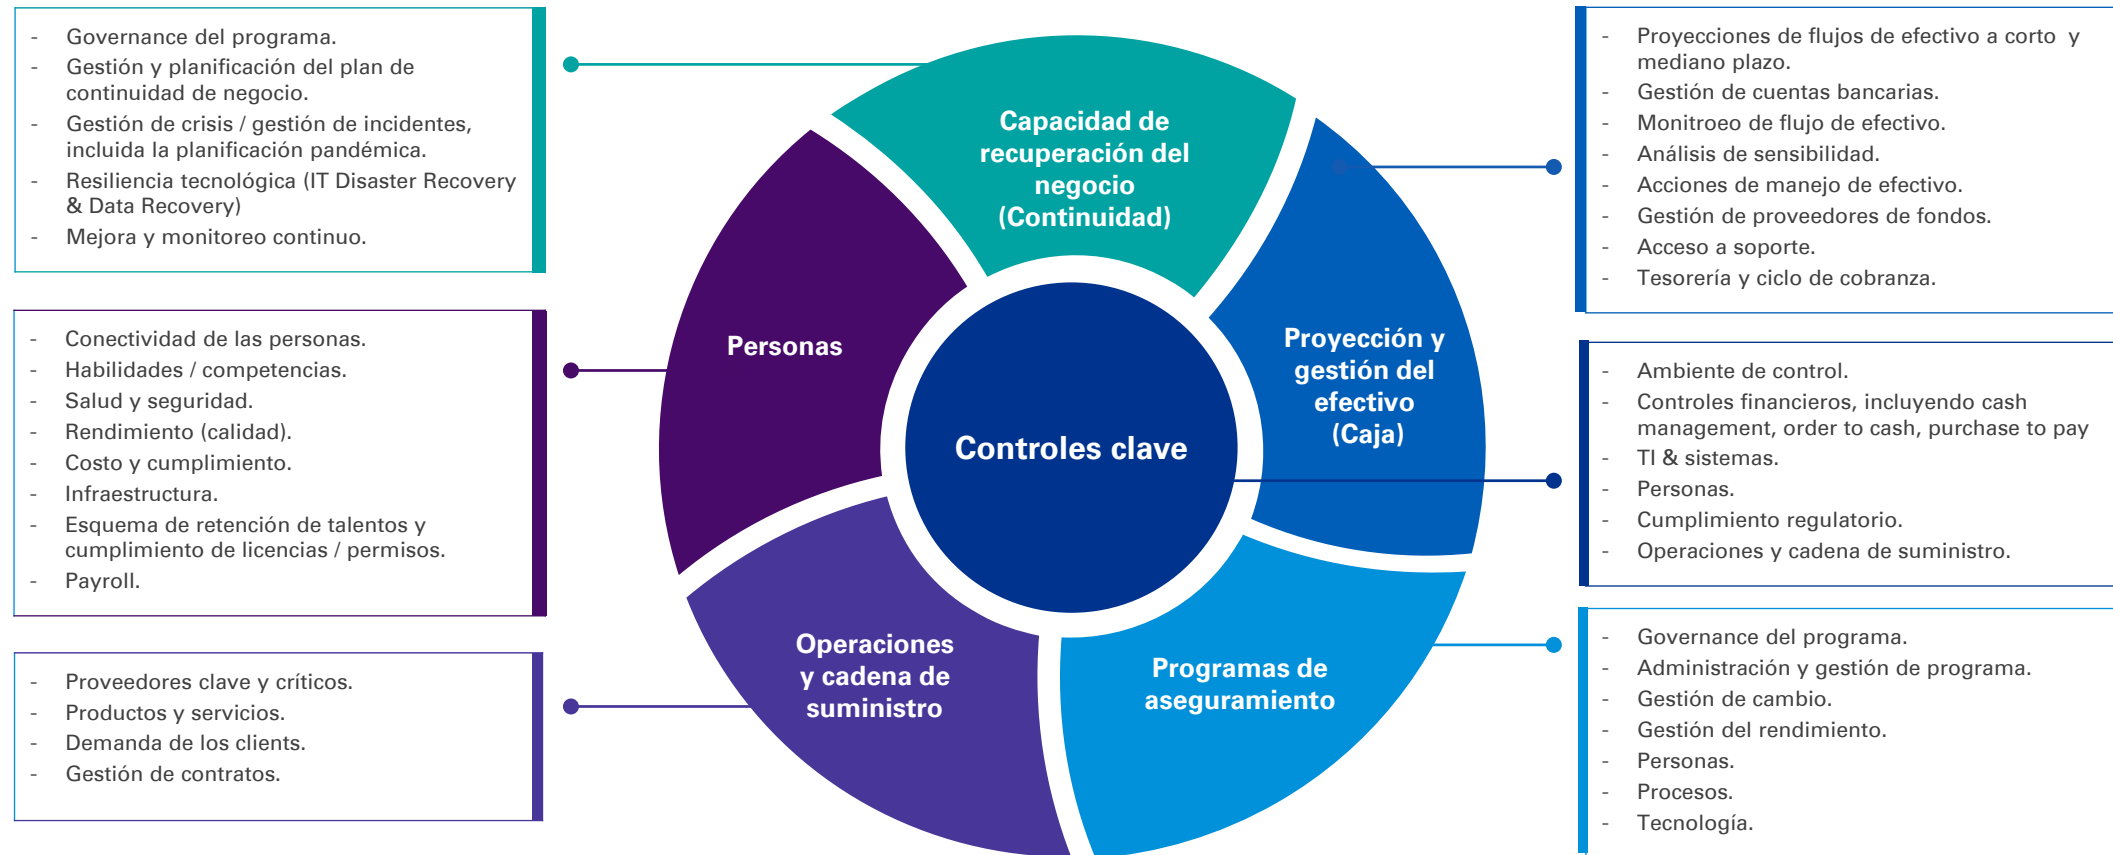 - Governance del programa.
- Gestión y planificación del plan de
continuidad de negocio.
- Gestión de crisis / gestión de incidentes,
incluida la planificación pandémica.
- Resiliencia tecnológica (IT Disaster Recovery
& Data Recovery)
- Mejora y monitoreo continuo.
- Conectividad de las personas.
- Habilidades / competencias.
- Salud y seguridad.
- Rendimiento (calidad).
- Costo y cumplimiento.
- Infraestructura.
- Esquema de retención de talentos y
cumplimiento de licencias / permisos.
- Payroll.
- Proveedores clave y críticos.
- Productos y servicios.
- Demanda de los clients.
- Gestión de contratos.
Capacidad de
recuperación del
negocio
(Continuidad)
Personas
Proyección y
gestión del
efectivo
(Caja)
Controles clave
Operaciones
y cadena de
suministro
Programas de
aseguramiento
- Proyecciones de flujos de efectivo a corto y
mediano plazo.
- Gestión de cuentas bancarias.
- Monitroeo de flujo de efectivo.
- Análisis de sensibilidad.
- Acciones de manejo de efectivo.
- Gestión de proveedores de fondos.
- Acceso a soporte.
- Tesorería y ciclo de cobranza.
- Ambiente de control.
- Controles financieros, incluyendo cash
management, order to cash, purchase to pay
- TI & sistemas.
- Personas.
- Cumplimiento regulatorio.
- Operaciones y cadena de suministro.
- Governance del programa.
- Administración y gestión de programa.
- Gestión de cambio.
- Gestión del rendimiento.
- Personas.
- Procesos.
- Tecnología.